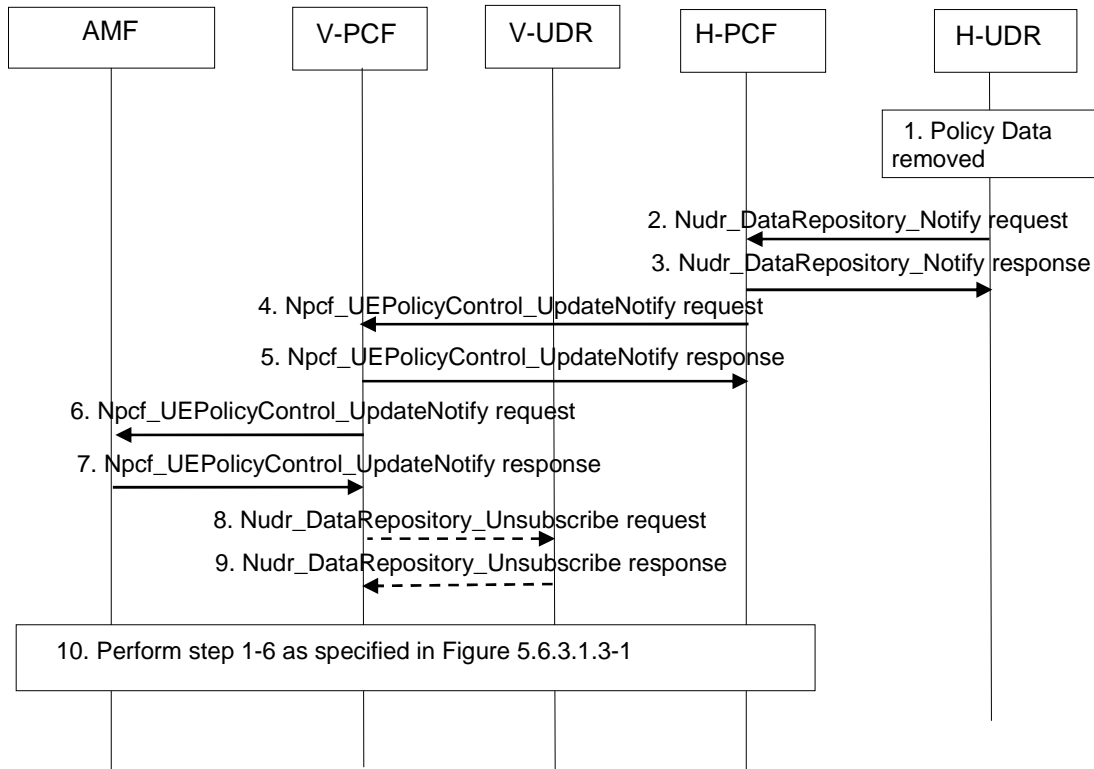 AMF
V-PCF
V-UDR
H-PCF
H-UDR
1. Policy Data
removed
2. Nudr_DataRepository_Notify request
3. Nudr_DataRepository_Notify response
4. Npcf_UEPolicyControl_UpdateNotify request
5. Npcf_UEPolicyControl_UpdateNotify response
6. Npcf_UEPolicyControl_UpdateNotify request
7. Npcf_UEPolicyControl_UpdateNotify response
8. Nudr_DataRepository_Unsubscribe request
9. Nudr_DataRepository_Unsubscribe response
10. Perform step 1-6 as specified in Figure 5.6.3.1.3-1